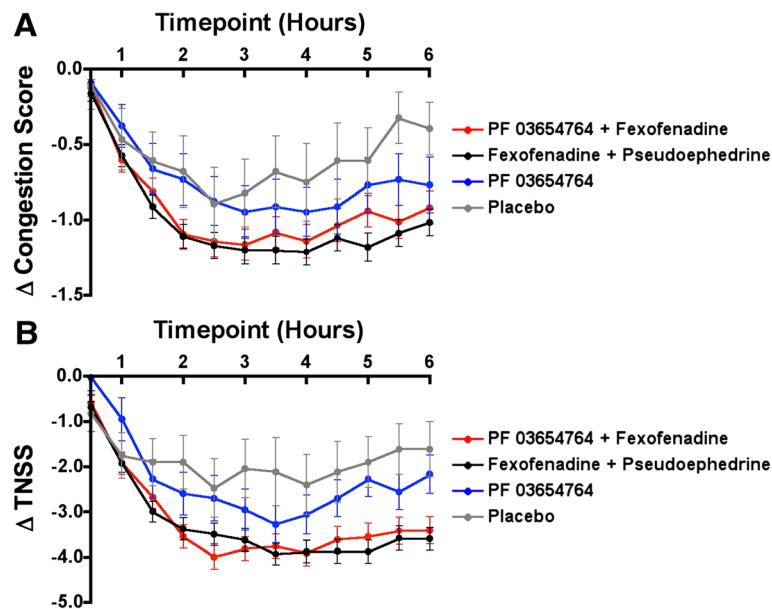 A
Timepoint (Hours)
1 2 3 4 5 6
0.0
-0.5
-1.0
-1.5
Δ Congestion Score
PF 03654764 + Fexofenadine
Fexofenadine + Pseudoephedrine
PF 03654764
Placebo
B
Timepoint (Hours)
1 2 3 4 5 6
0.0
-1.0
-2.0
-3.0
-4.0
-5.0
Δ TNSS
PF 03654764 + Fexofenadine
Fexofenadine + Pseudoephedrine
PF 03654764
Placebo